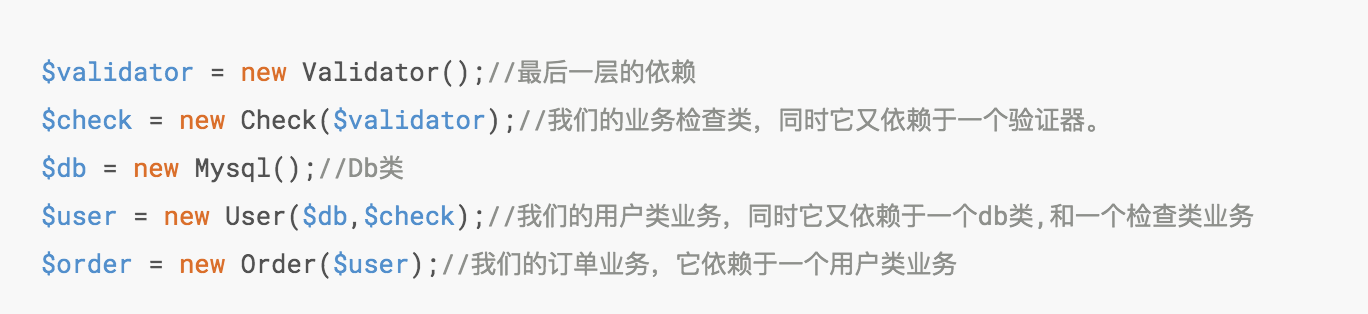 $validator = new Validator();//最后一层的依赖
$check = new Check($validator);//我们的业务检查类，同时它又依赖于一个验证器。
$db = new Mysql();//Db类
$user = new User($db,$check);//我们的用户类业务，同时它又依赖于一个db类,和一个检查类业务
$order = new Order($user);//我们的订单业务，它依赖于一个用户类业务